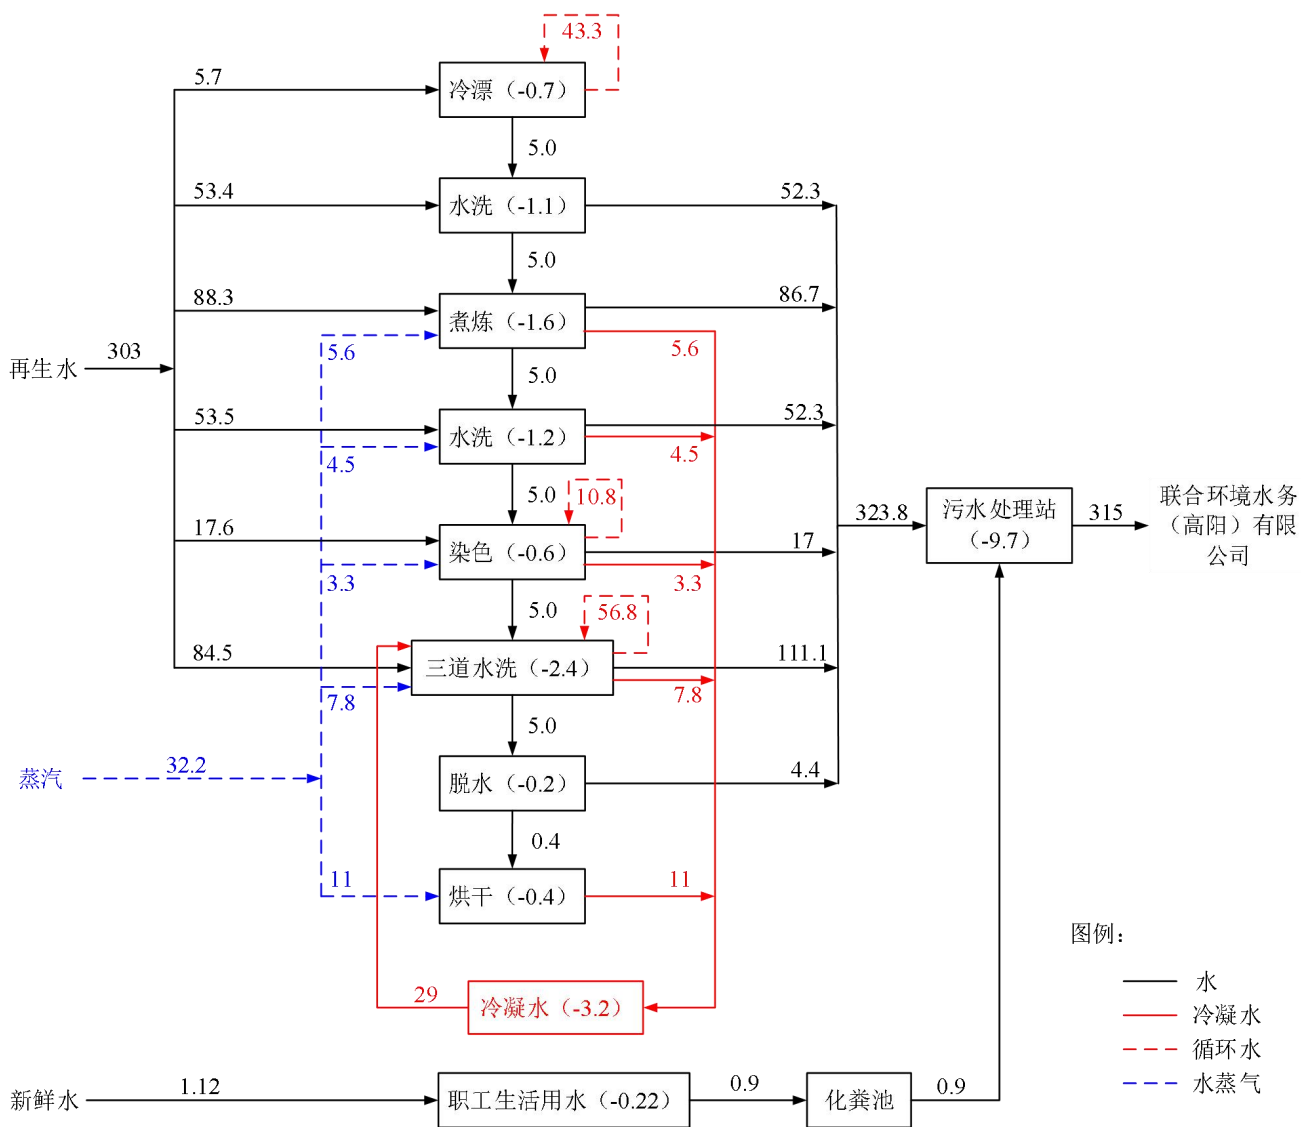 43.3
5.7
冷漂（-0.7）
5.0
53.4
水洗（-1.1）
52.3
5.0
88.3
煮炼（-1.6）
86.7
5.6
5.6
再生水
303
5.0
53.5
水洗（-1.2）
52.3
4.5
4.5
5.0
10.8
17.6
染色（-0.6）
17
3.3
3.3
323.8
污水处理站
（-9.7）
315
联合环境水务
（高阳）有限
公司
5.0
56.8
84.5
三道水洗（-2.4）
111.1
7.8
7.8
5.0
蒸汽
32.2
脱水（-0.2）
4.4
0.4
11
烘干（-0.4）
11
29
冷凝水（-3.2）
图例：
水
冷凝水
循环水
水蒸气
新鲜水
1.12
职工生活用水（-0.22）
0.9
化粪池
0.9